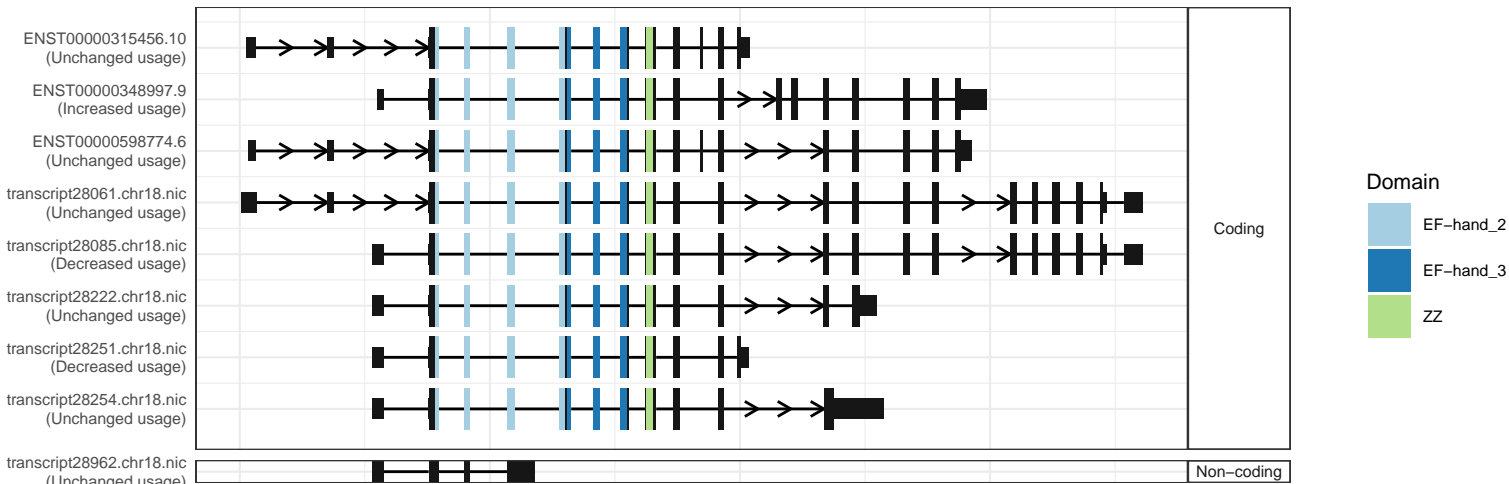 ENST00000315456.10
(Unchanged usage)
ENST00000348997.9
(Increased usage)
ENST00000598774.6
(Unchanged usage)
transcript28061.chr18.nic
(Unchanged usage)
transcript28085.chr18.nic
(Decreased usage)
transcript28222.chr18.nic
(Unchanged usage)
transcript28251.chr18.nic
(Decreased usage)
transcript28254.chr18.nic
(Unchanged usage)
transcript28962.chr18.nic
(Unchanged usage)
Coding
Non−coding
Domain
EF−hand_2
EF−hand_3
ZZ